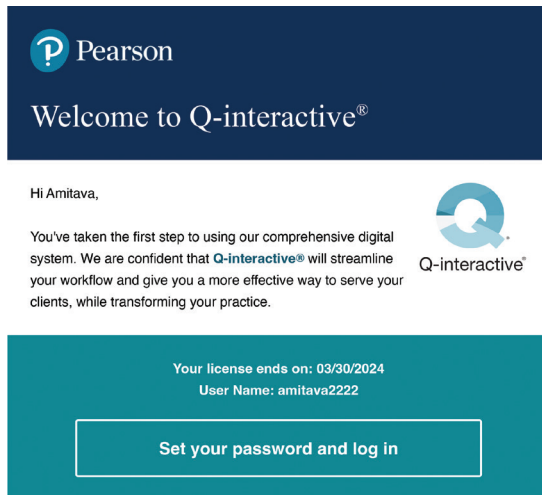 Pearson
Welcome to Q-interactive®
Hi Amitava,
You've taken the first step to using our comprehensive digital
system. We are confident that Q-interactive® will streamline
your workflow and give you a more effective way to serve your
clients, while transforming your practice.
Q-interactive®
Your license ends on: 03/30/2024
User Name: amitava2222
Set your password and log in